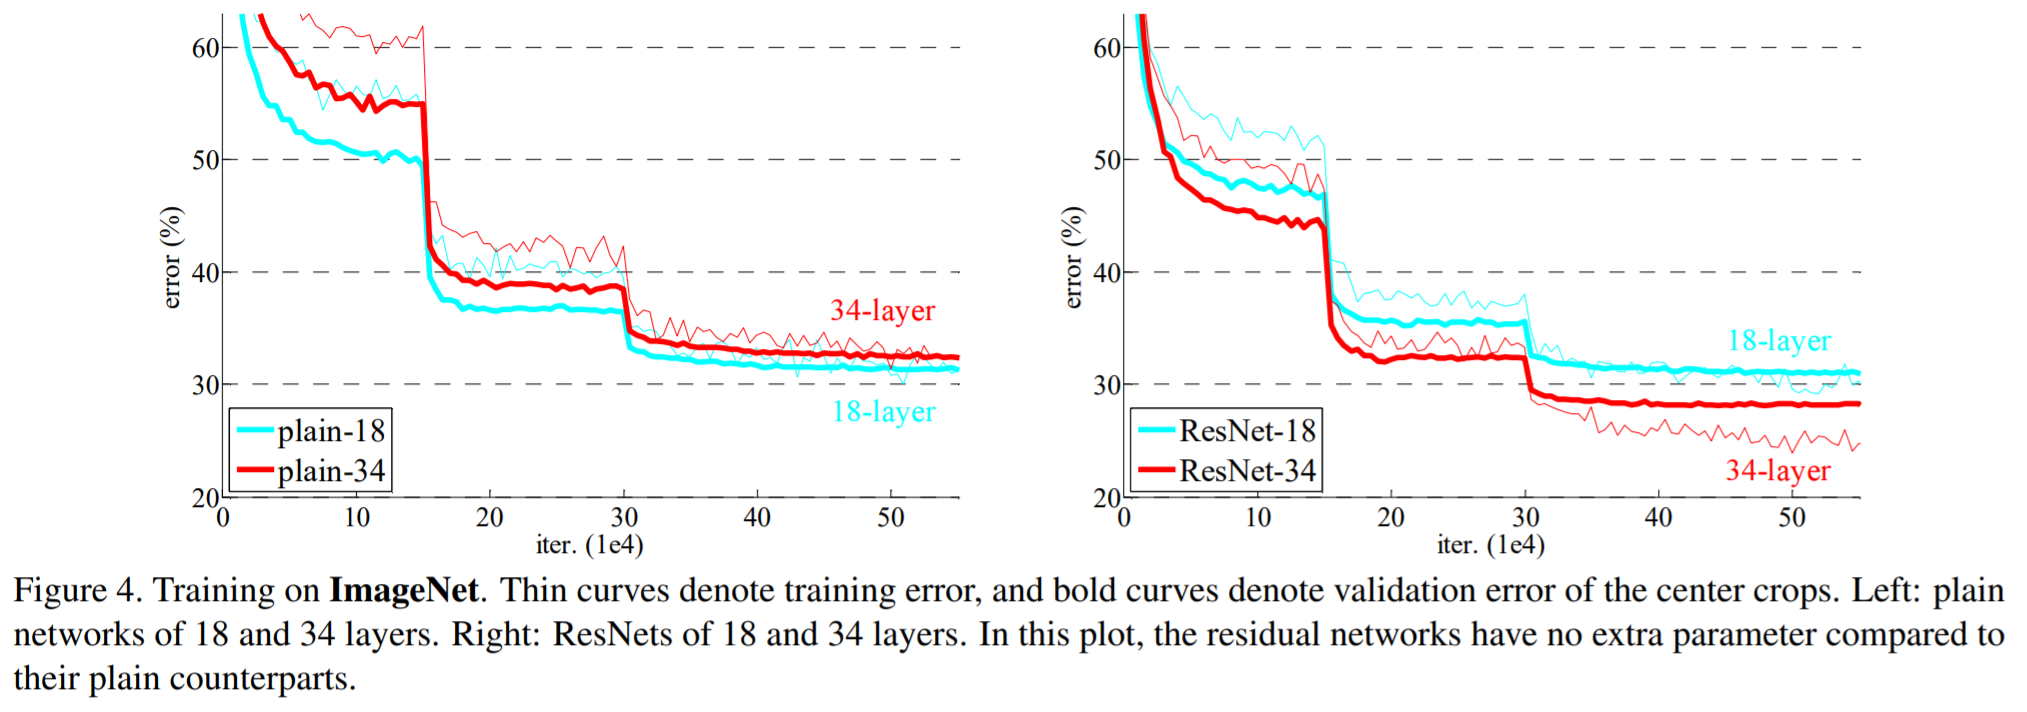 60
50
40
30
20
error (%)
34-layer
18-layer
plain-18
plain-34
0 10 20 30 40 50
iter. (1e4)
60
50
40
30
20
error (%)
18-layer
34-layer
ResNet-18
ResNet-34
0 10 20 30 40 50
iter. (1e4)
Figure 4. Training on ImageNet. Thin curves denote training error, and bold curves denote validation error of the center crops. Left: plain
networks of 18 and 34 layers. Right: ResNets of 18 and 34 layers. In this plot, the residual networks have no extra parameter compared to
their plain counterparts.